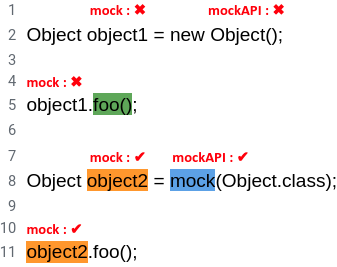 1 mock : ✖ mockAPI : ✖
2 Object object1 = new Object();
3
4 mock : ✖
5 object1.foo();
6
7 mock : ✔ mockAPI : ✔
8 Object object2 = mock(Object.class);
9
10 mock : ✔
11 object2.foo();